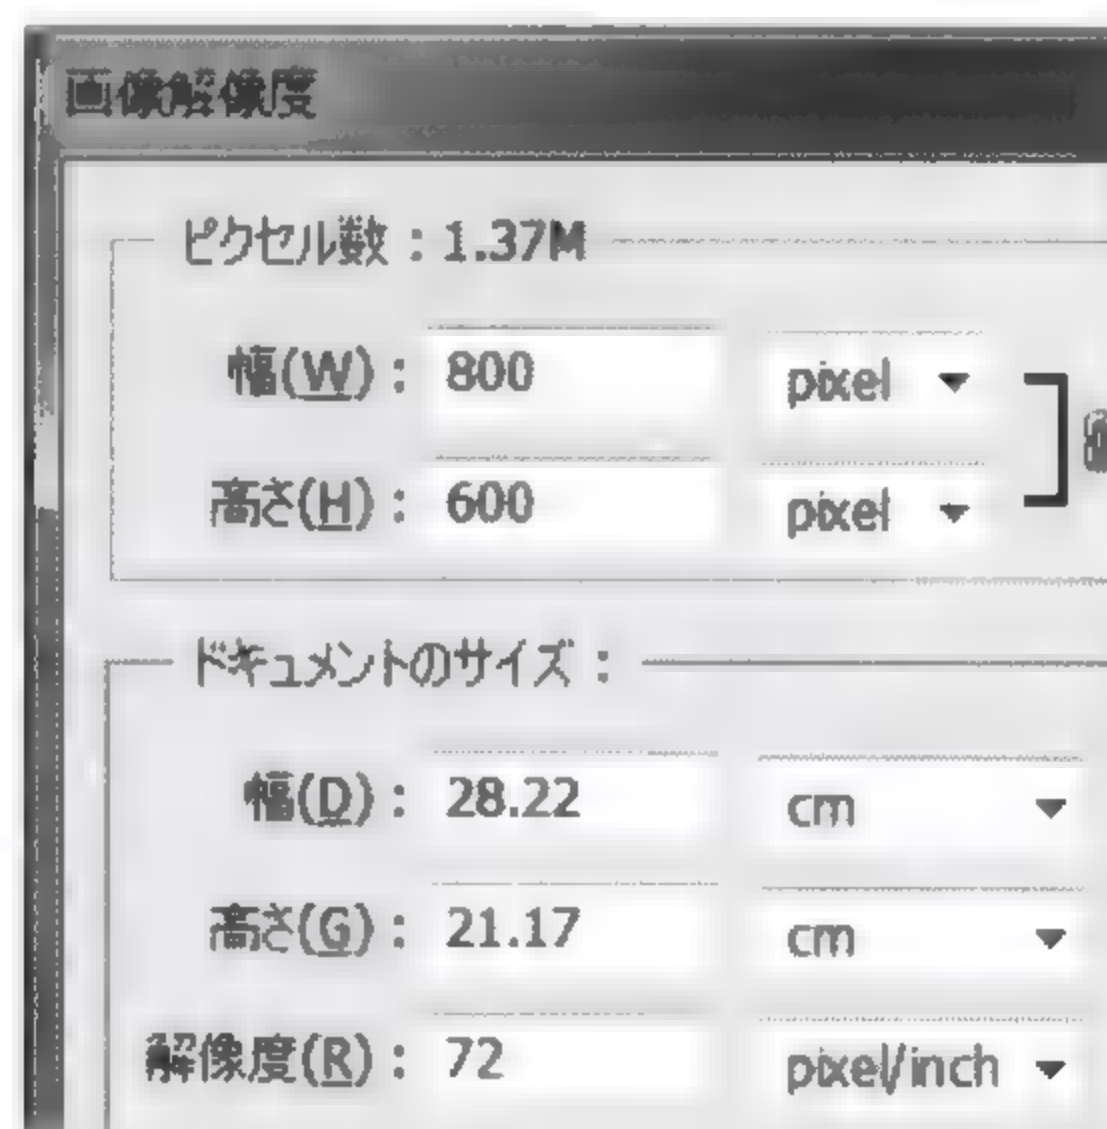 画像解像度
ピクセル数：1.37M
幅(W)： 800 pixel
高さ(H)： 600 pixel
ドキュメントのサイズ：
幅(D)： 28.22 cm
高さ(G)： 21.17 cm
解像度(R)： 72 pixel/inch